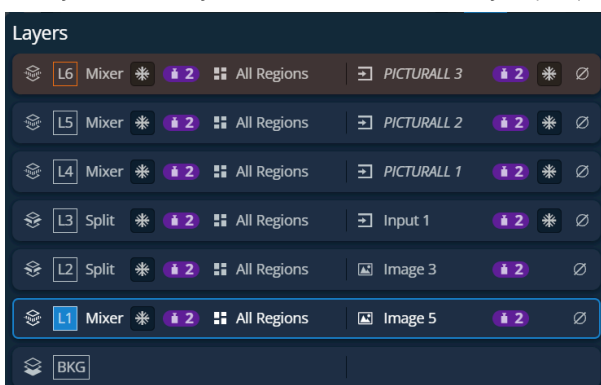 Layers
L6 Mixer 2 All Regions PICTURALL 3 2
L5 Mixer 2 All Regions PICTURALL 2 2
L4 Mixer 2 All Regions PICTURALL 1 2
L3 Split 2 All Regions Input 1 2
L2 Split 2 All Regions Image 3 2
L1 Mixer 2 All Regions Image 5 2
BKG